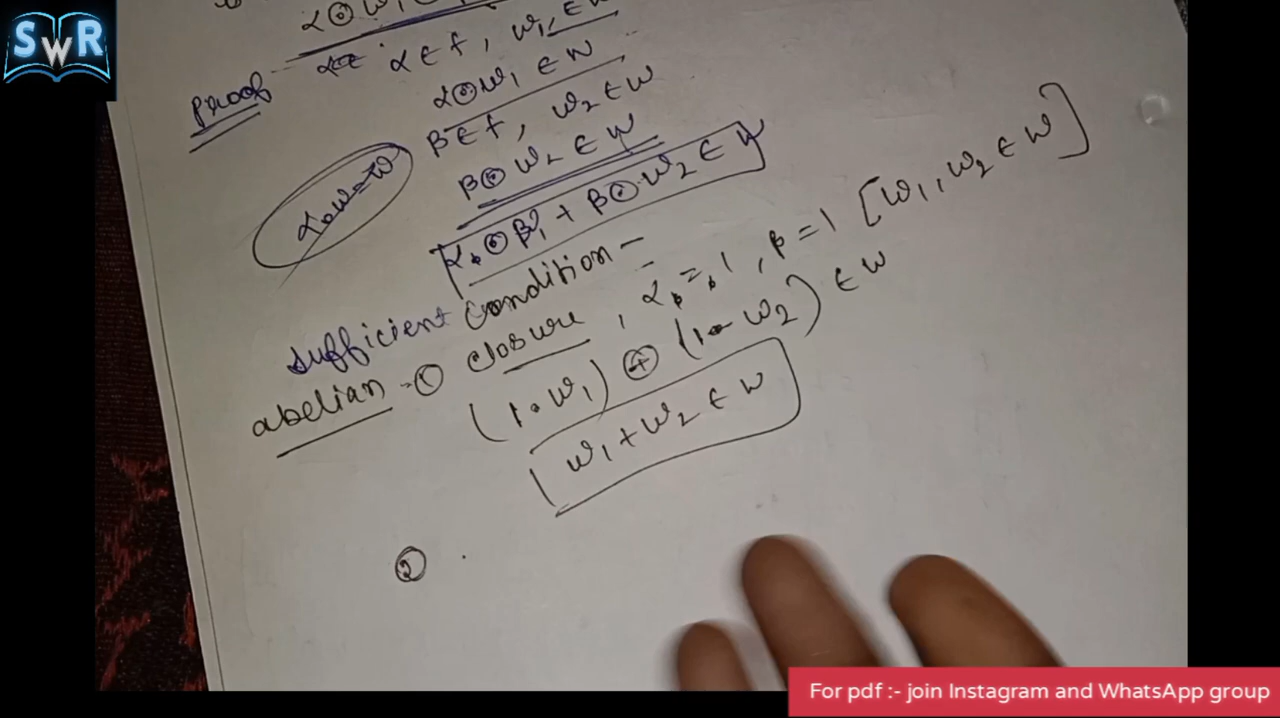 SWR
α ⊙ w₁
Proof -
α ∈ f, w₁ ∈ W
α ⊙ w₁ ∈ W
β ∈ f, w₂ ∈ W
β ⊙ w₂ ∈ W
α ⊙ w₁ + β ⊙ w₂ ∈ W
α.w = w
Sufficient Condition -
abelian - ① closure, α = 1, β = 1 [w₁, w₂ ∈ W]
(1. w₁) ⊕ (1. w₂) ∈ W
w₁ + w₂ ∈ W
②
For pdf :- join Instagram and WhatsApp group